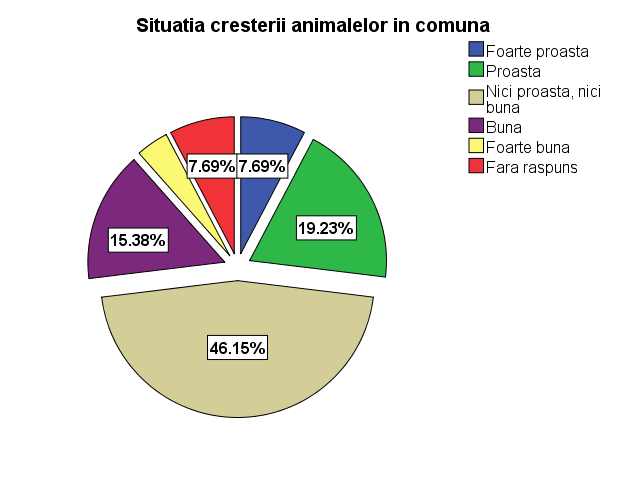 Situatia cresterii animalelor in comuna
Foarte proasta
Proasta
Nici proasta, nici
buna
Buna
Foarte buna
Fara raspuns
7.69% 7.69%
19.23%
15.38%
46.15%